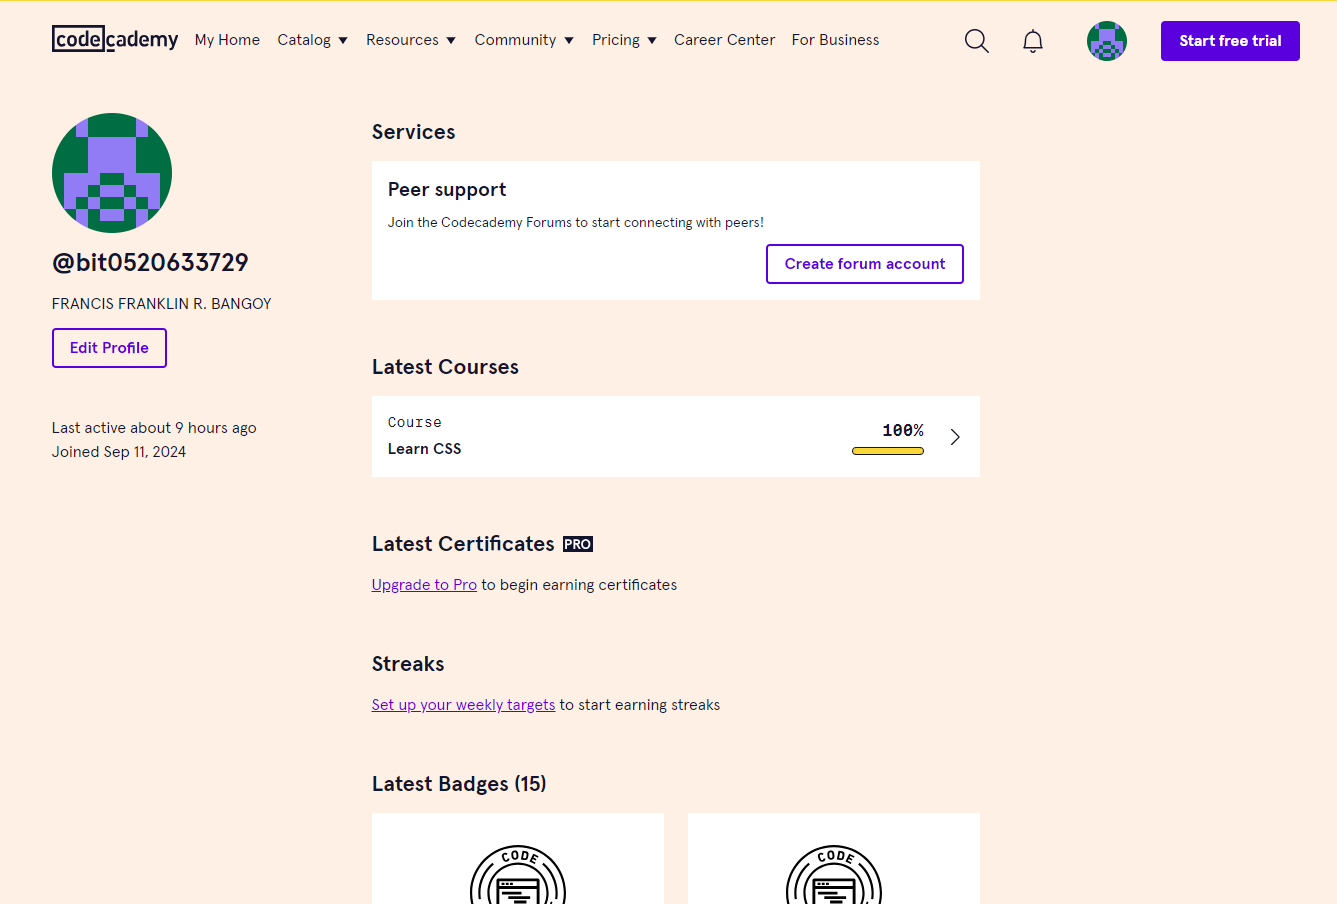 codecademy My Home Catalog Resources Community Pricing Career Center For Business Start free trial
@bit0520633729
FRANCIS FRANKLIN R. BANGOY
Edit Profile
Last active about 9 hours ago
Joined Sep 11, 2024
Services
Peer support
Join the Codecademy Forums to start connecting with peers!
Create forum account
Latest Courses
Course
Learn CSS
100%
Latest Certificates PRO
Upgrade to Pro to begin earning certificates
Streaks
Set up your weekly targets to start earning streaks
Latest Badges (15)
CODE
CODE